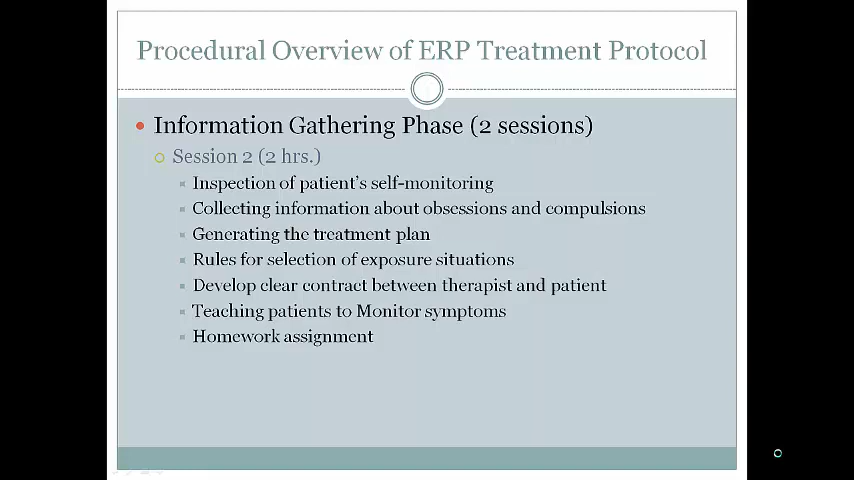 Procedural Overview of ERP Treatment Protocol
Information Gathering Phase (2 sessions)
Session 2 (2 hrs.)
Inspection of patient's self-monitoring
Collecting information about obsessions and compulsions
Generating the treatment plan
Rules for selection of exposure situations
Develop clear contract between therapist and patient
Teaching patients to Monitor symptoms
Homework assignment